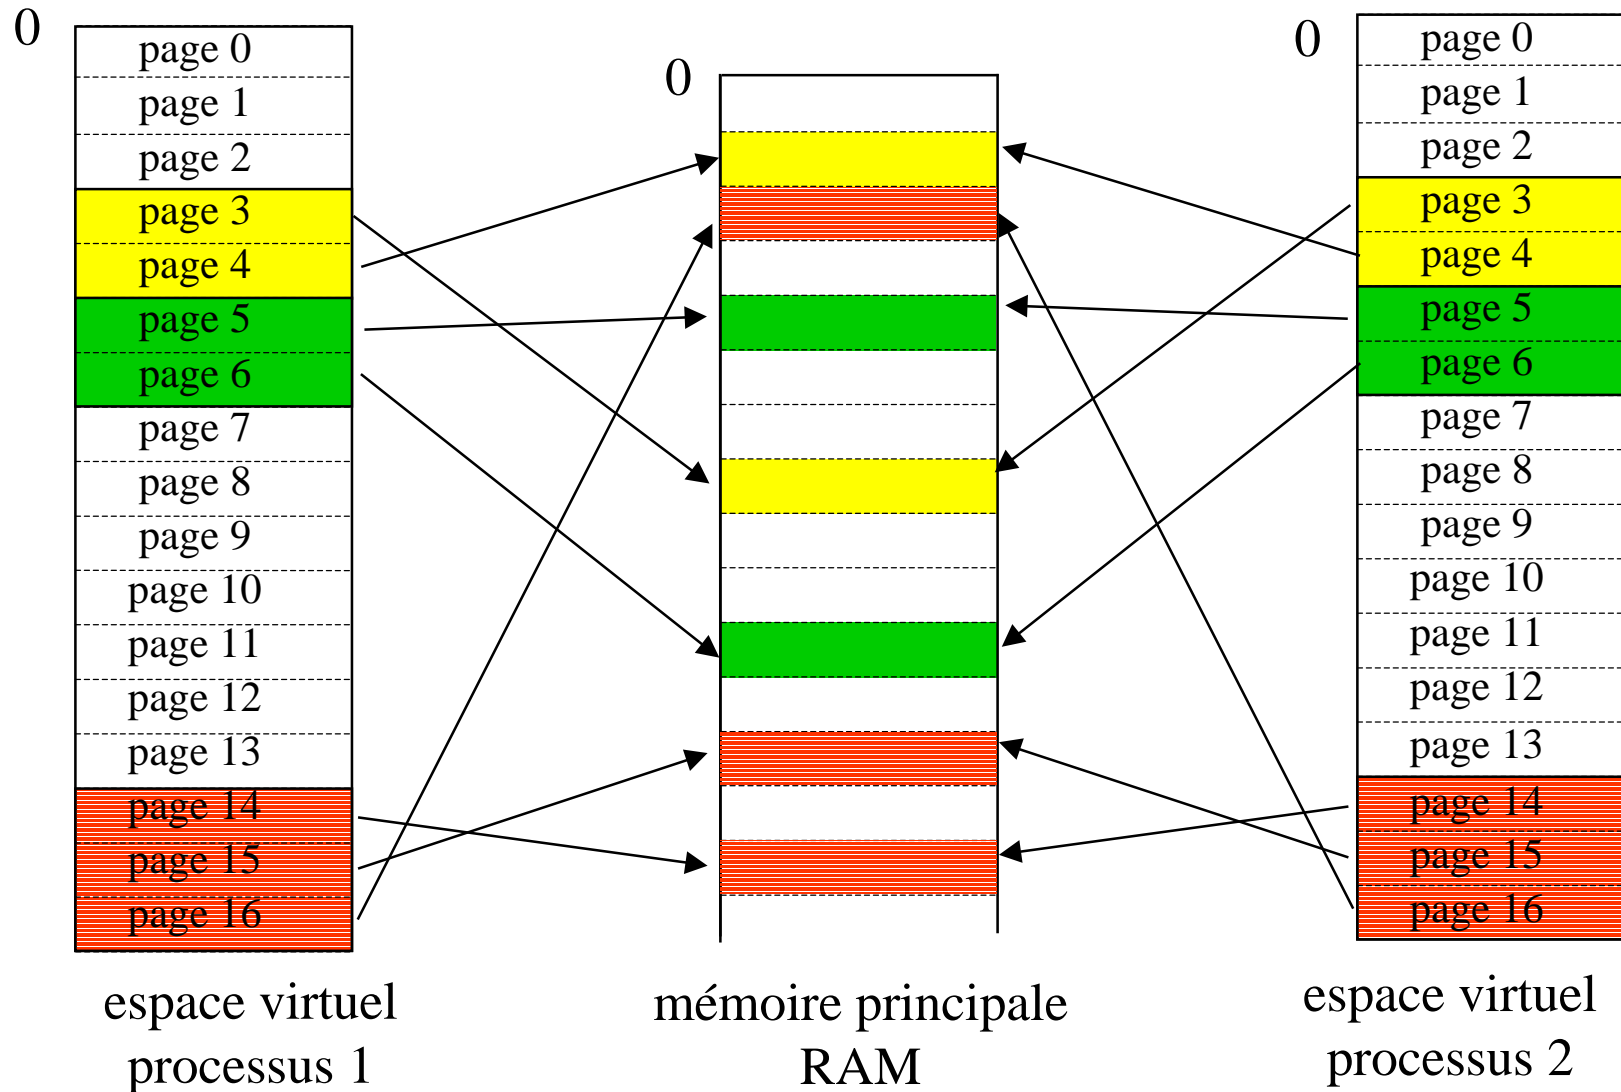 0
page 0
page 1
page 2
page 3
page 4
page 5
page 6
page 7
page 8
page 9
page 10
page 11
page 12
page 13
page 14
page 15
page 16
espace virtuel
processus 1
0
mémoire principale
RAM
0
page 0
page 1
page 2
page 3
page 4
page 5
page 6
page 7
page 8
page 9
page 10
page 11
page 12
page 13
page 14
page 15
page 16
espace virtuel
processus 2